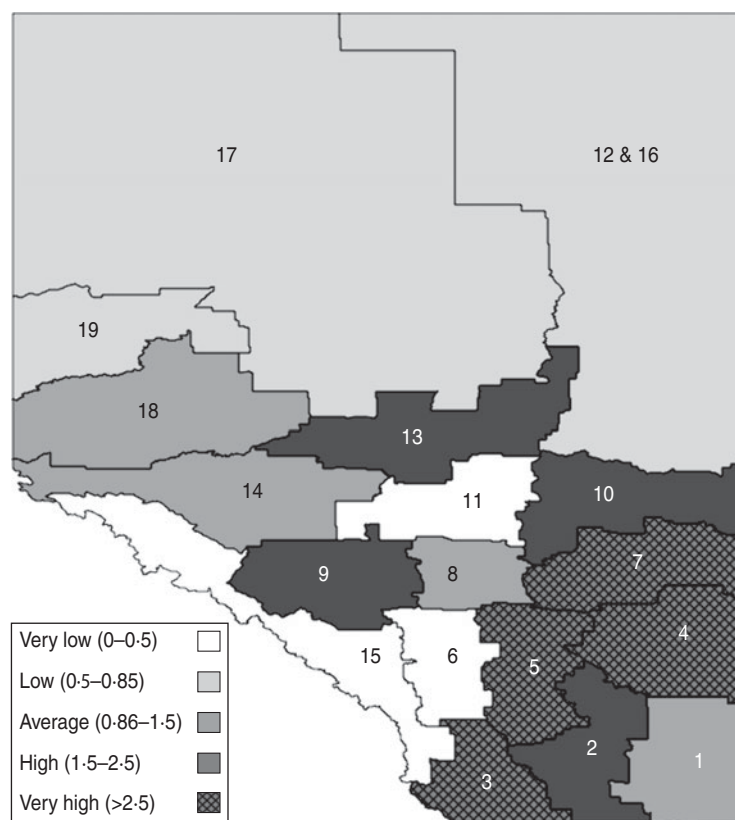 17
12 & 16
19
18
13
14
11
10
9
8
7
15
6
5
4
3
2
1
Very low (0–0·5)
Low (0·5–0·85)
Average (0·86–1·5)
High (1·5–2·5)
Very high (>2·5)